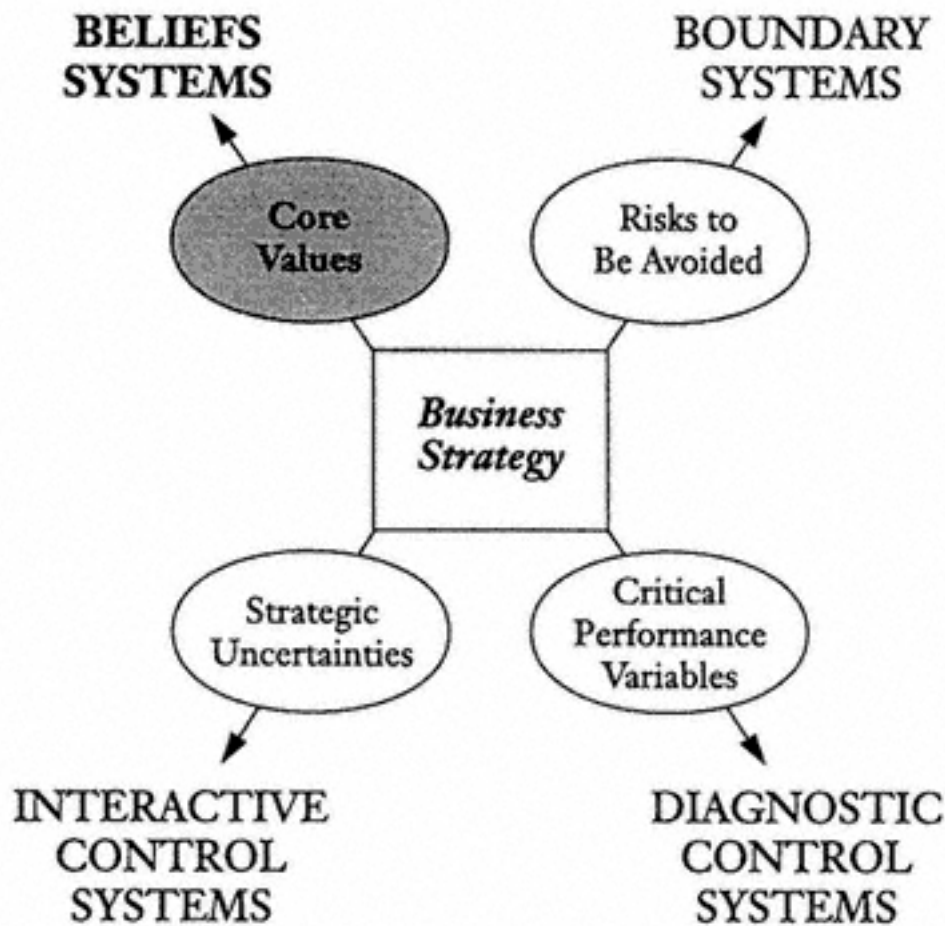 BELIEFS
SYSTEMS
BOUNDARY
SYSTEMS
Core
Values
Risks to
Be Avoided
Business
Strategy
Strategic
Uncertainties
Critical
Performance
Variables
INTERACTIVE
CONTROL
SYSTEMS
DIAGNOSTIC
CONTROL
SYSTEMS